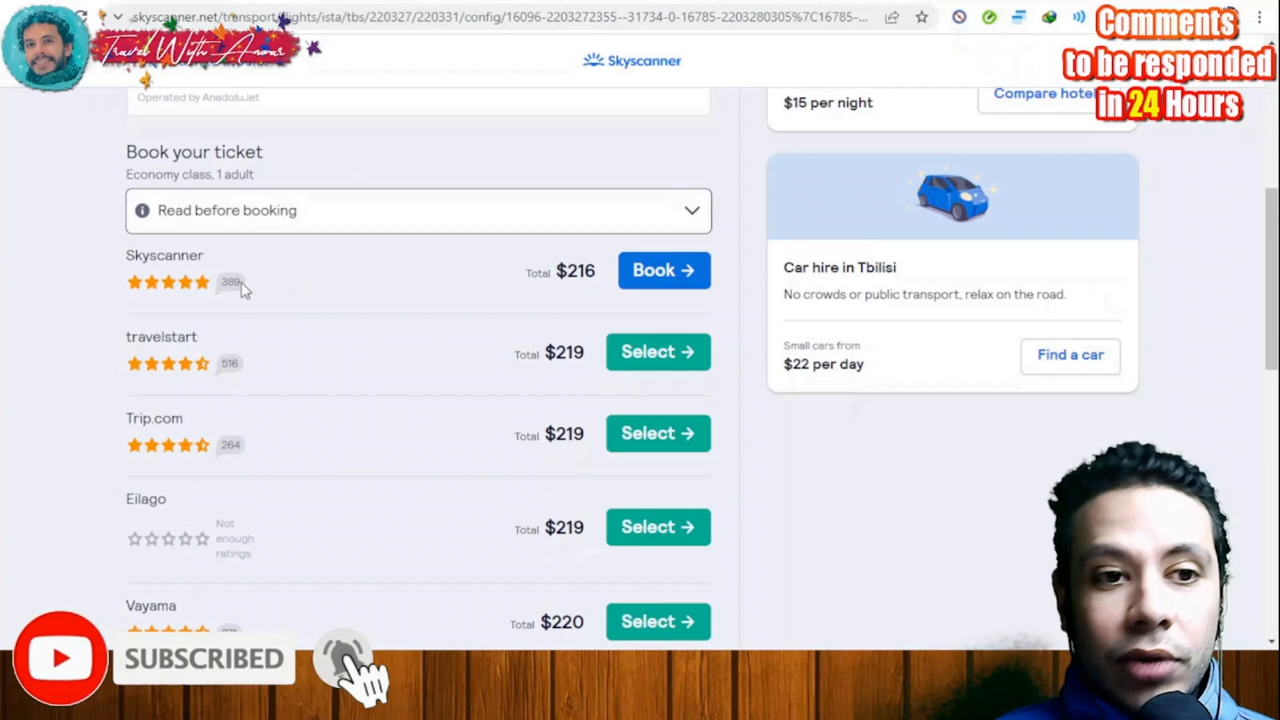 skyscanner.net/transport/flights/ista/tbs/220327/220331/config/16096-2203272355--31734-0-16785-2203280305%7C16785-...
Travel With Anwar
Comments
to be responded
in 24 Hours
Skyscanner
Operated by AnadoluJet
$15 per night
Compare hotel
Book your ticket
Economy class, 1 adult
Read before booking
Skyscanner
389
Total $216
Book →
travelstart
516
Total $219
Select →
Trip.com
264
Total $219
Select →
Eilago
Not
enough
ratings
Total $219
Select →
Vayama
Total $220
Select →
Car hire in Tbilisi
No crowds or public transport, relax on the road.
Small cars from
$22 per day
Find a car
SUBSCRIBED